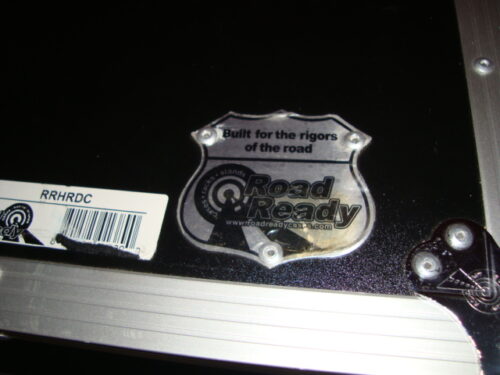 Built for the rigors
of the road
Road
Ready
www.roadreadycases.com
RRHRDC